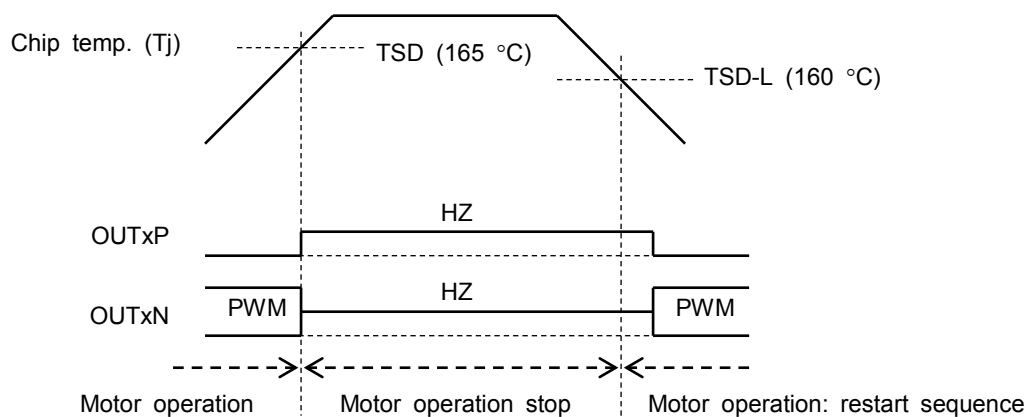 Chip temp. (Tj)
TSD (165 °C)
TSD-L (160 °C)
HZ
OUTxP
HZ
OUTxN
PWM
PWM
Motor operation
Motor operation stop
Motor operation: restart sequence